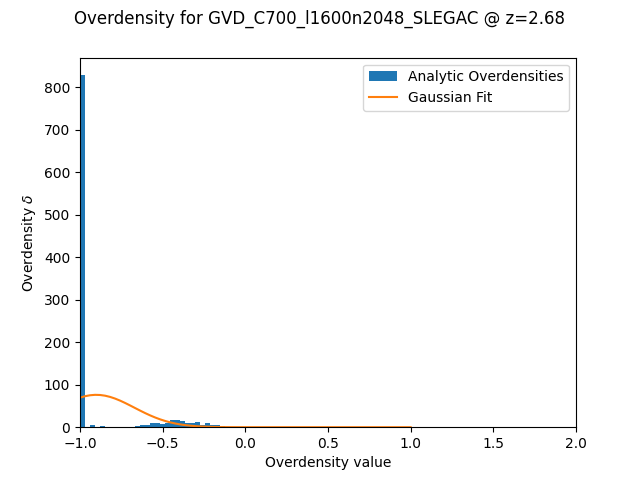 Overdensity for GVD_C700_l1600n2048_SLEGAC @ z=2.68
Analytic Overdensities
Gaussian Fit
Overdensity δ
800
700
600
500
400
300
200
100
0
−1.0 −0.5 0.0 0.5 1.0 1.5 2.0
Overdensity value